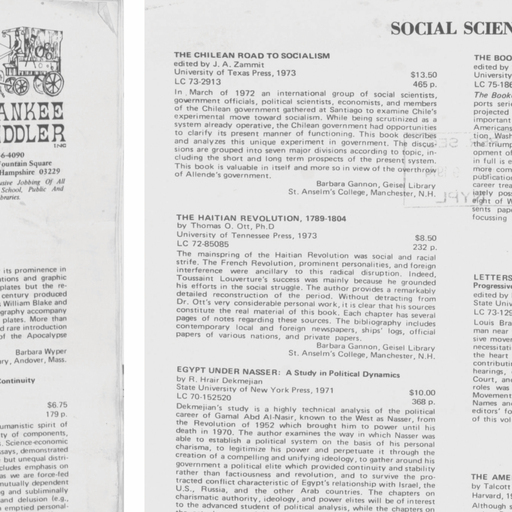 ANKEE
DDLER
INC
6-4090
Fountain Square
Hampshire 03229
ative Jobbing Of All
School, Public And
braries.
its prominence in
tions and graphic
plates but the re-
century produced
William Blake and
graphy accompany
plates. More than
d rare introduction
of the Apocalypse
Barbara Wyper
ry, Andover, Mass.
Continuity
$6.75
179 p.
umanistic spirit of
y of components,
. Science-economic
ssays, demonstrated
but unequal distri-
cludes emphasis on
as we are force-fed
mutually dependent
g and subliminally
and delusion (e.g.,
n emptied personal-
SOCIAL SCIEN
THE CHILEAN ROAD TO SOCIALISM
edited by J. A. Zammit
University of Texas Press, 1973 $13.50
LC 73-2913 465 p.
In March of 1972 an international group of social scientists,
government officials, political scientists, economists, and members
of the Chilean government gathered at Santiago to examine Chile's
experimental move toward socialism. While being scrutinized as a
system already operative, the Chilean government had opportunities
to clarify its present manner of functioning. This book describes
and analyzes this unique experiment in government. The discus-
sions are grouped into seven major divisions according to topic, in-
cluding the short and long term prospects of the present system.
This book is valuable in itself and more so in view of the overthrow
of Allende's government.
Barbara Gannon, Geisel Library
St. Anselm's College, Manchester, N.H.
THE HAITIAN REVOLUTION, 1789-1804
by Thomas O. Ott, Ph.D
University of Tennessee Press, 1973 $8.50
LC 72-85085 232 p.
The mainspring of the Haitian Revolution was social and racial
strife. The French Revolution, prominent personalities, and foreign
interference were ancillary to this radical disruption. Indeed,
Toussaint Louverture's success was mainly because he grounded
his efforts in the social struggle. The author provides a remarkably
detailed reconstruction of the period. Without detracting from
Dr. Ott's very considerable personal work, it is clear that his sources
constitute the real material of this book. Each chapter has several
pages of notes regarding these sources. The bibliography includes
contemporary local and foreign newspapers, ships' logs, official
papers of various nations, and private papers.
Barbara Gannon, Geisel Library
St. Anselm's College, Manchester, N.H.
EGYPT UNDER NASSER: A Study in Political Dynamics
by R. Hrair Dekmejian
State University of New York Press, 1971 $10.00
LC 70-152520 368 p.
Dekmejian's study is a highly technical analysis of the political
career of Gamal Abd Al-Nasir, known to the West as Nasser, from
the Revolution of 1952 which brought him to power until his
death in 1970. The author examines the way in which Nasser was
able to establish a political system on the basis of his personal
charisma, to legitimize his power and perpetuate it through the
creation of a compelling and unifying ideology, to gather around his
government a political elite which provided continuity and stability
rather than factiousness and revolution, and to survive the pro-
tracted conflict characteristic of Egypt's relationship with Israel, the
U.S., Russia, and the other Arab countries. The chapters on
charismatic authority, ideology, and power elites will be of interest
to the advanced student of political analysis, while the chapters on
THE BOO
edited by
University
LC 75-186
The Book
ports serie
projected
important
Americans
tion, Wash
the triump
opment of
in full is e
more com
publication
career trea
lately pos
eight of W
sents pape
focussing
LETTERS
Progressive
edited by
State Univ
LC 73-129
Louis Bra
man near
sive movem
necessitati
the heart
contributi
hearings,
Court, and
roles was
Movement
Names and
editors' fo
of this vol
THE AME
by Talcott
Harvard, 19
Although s